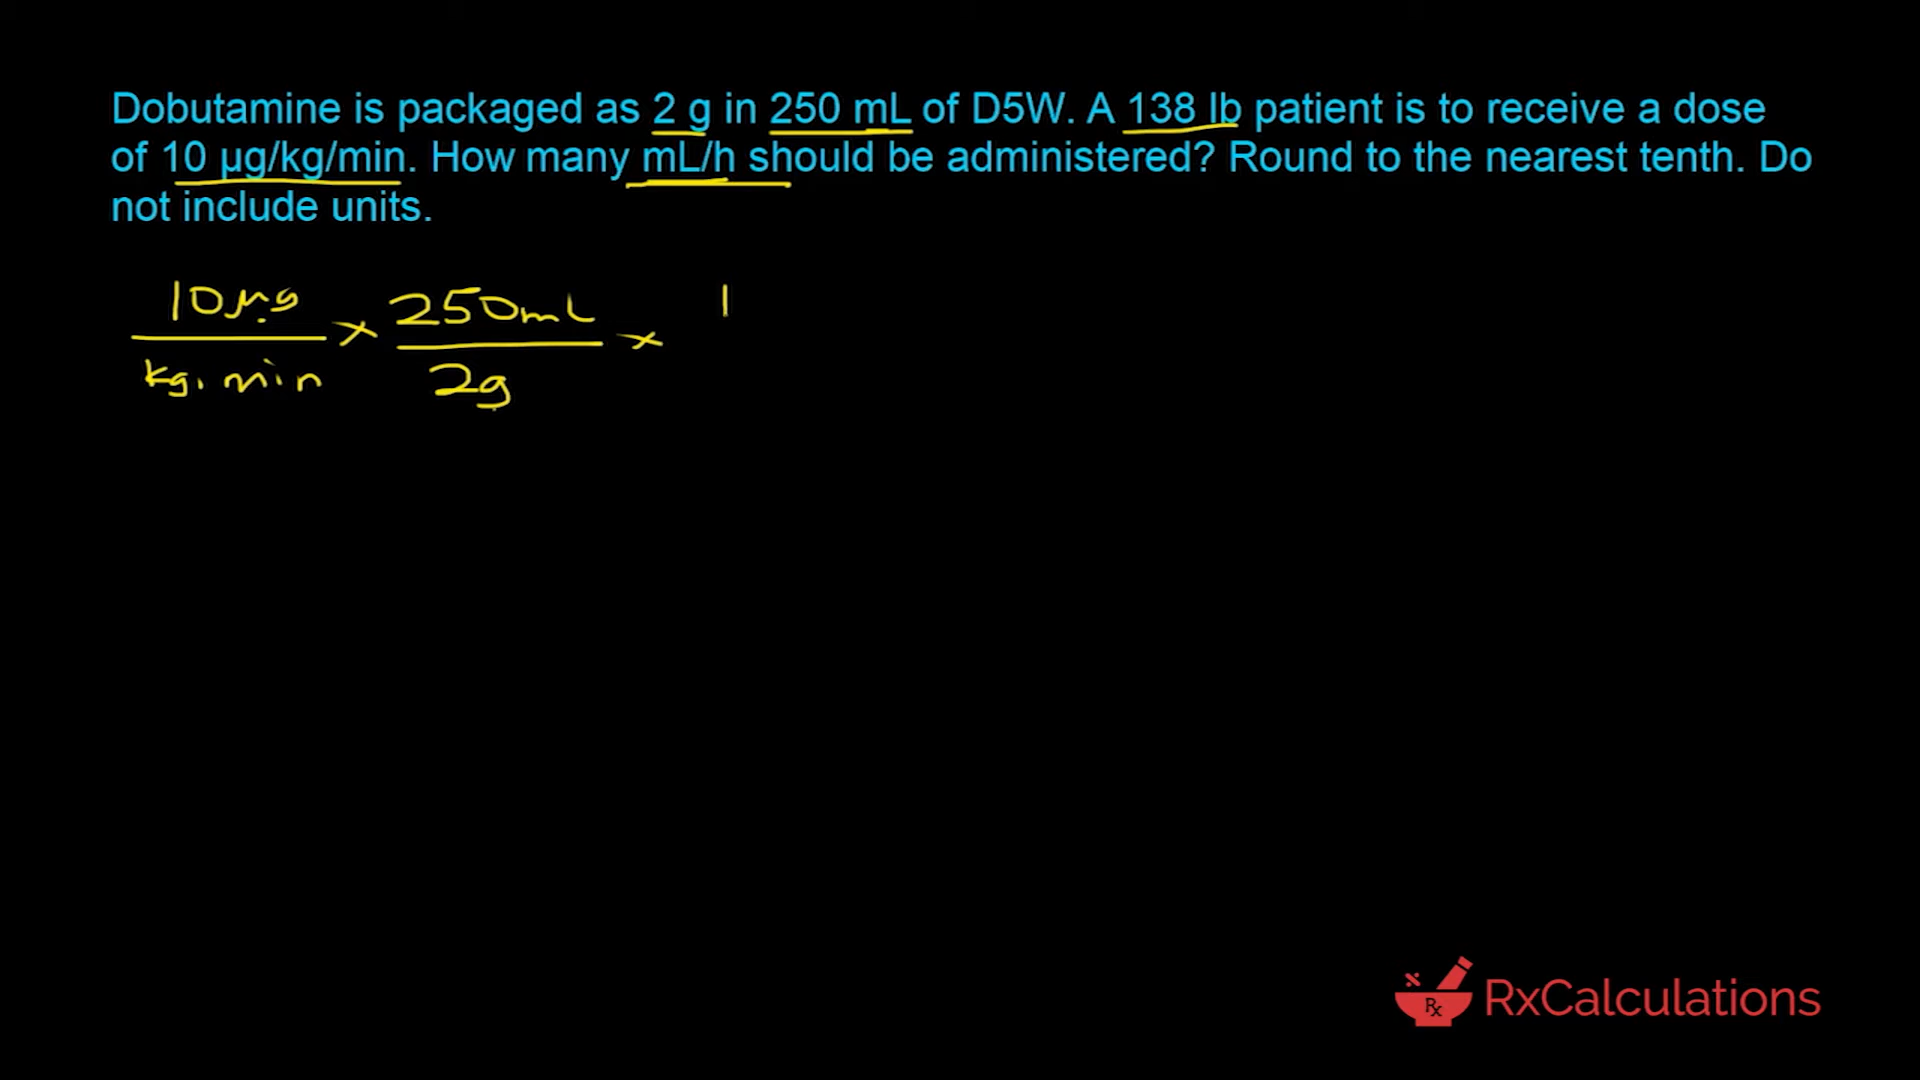 Dobutamine is packaged as 2 g in 250 mL of D5W. A 138 lb patient is to receive a dose
of 10 µg/kg/min. How many mL/h should be administered? Round to the nearest tenth. Do
not include units.
10 µg × 250 mL × 1
kg. min 2g
Rx RxCalculations